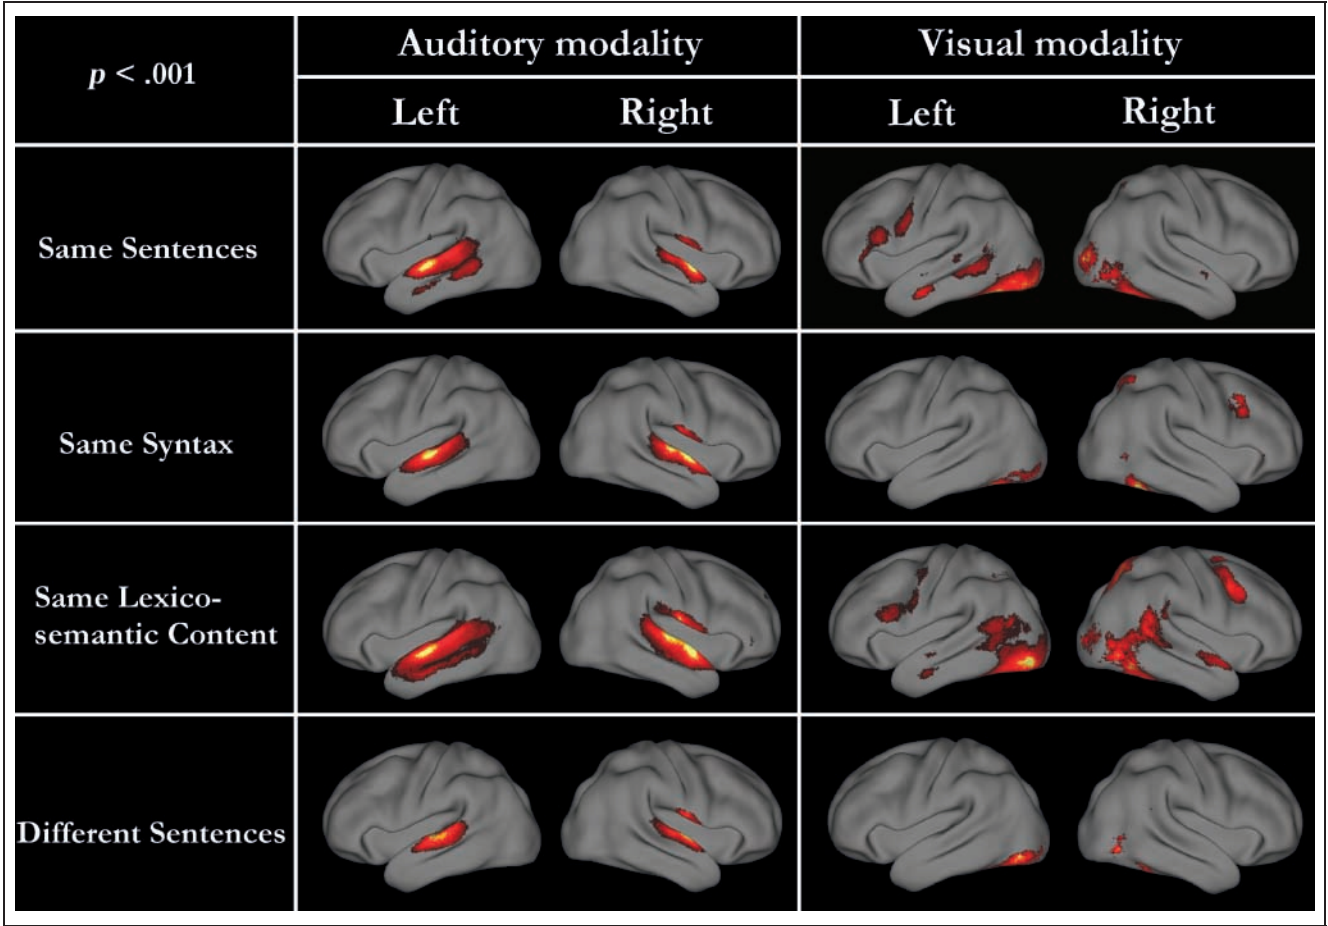 p < .001
Auditory modality
Visual modality
Left
Right
Left
Right
Same Sentences
Same Syntax
Same Lexico-
semantic Content
Different Sentences